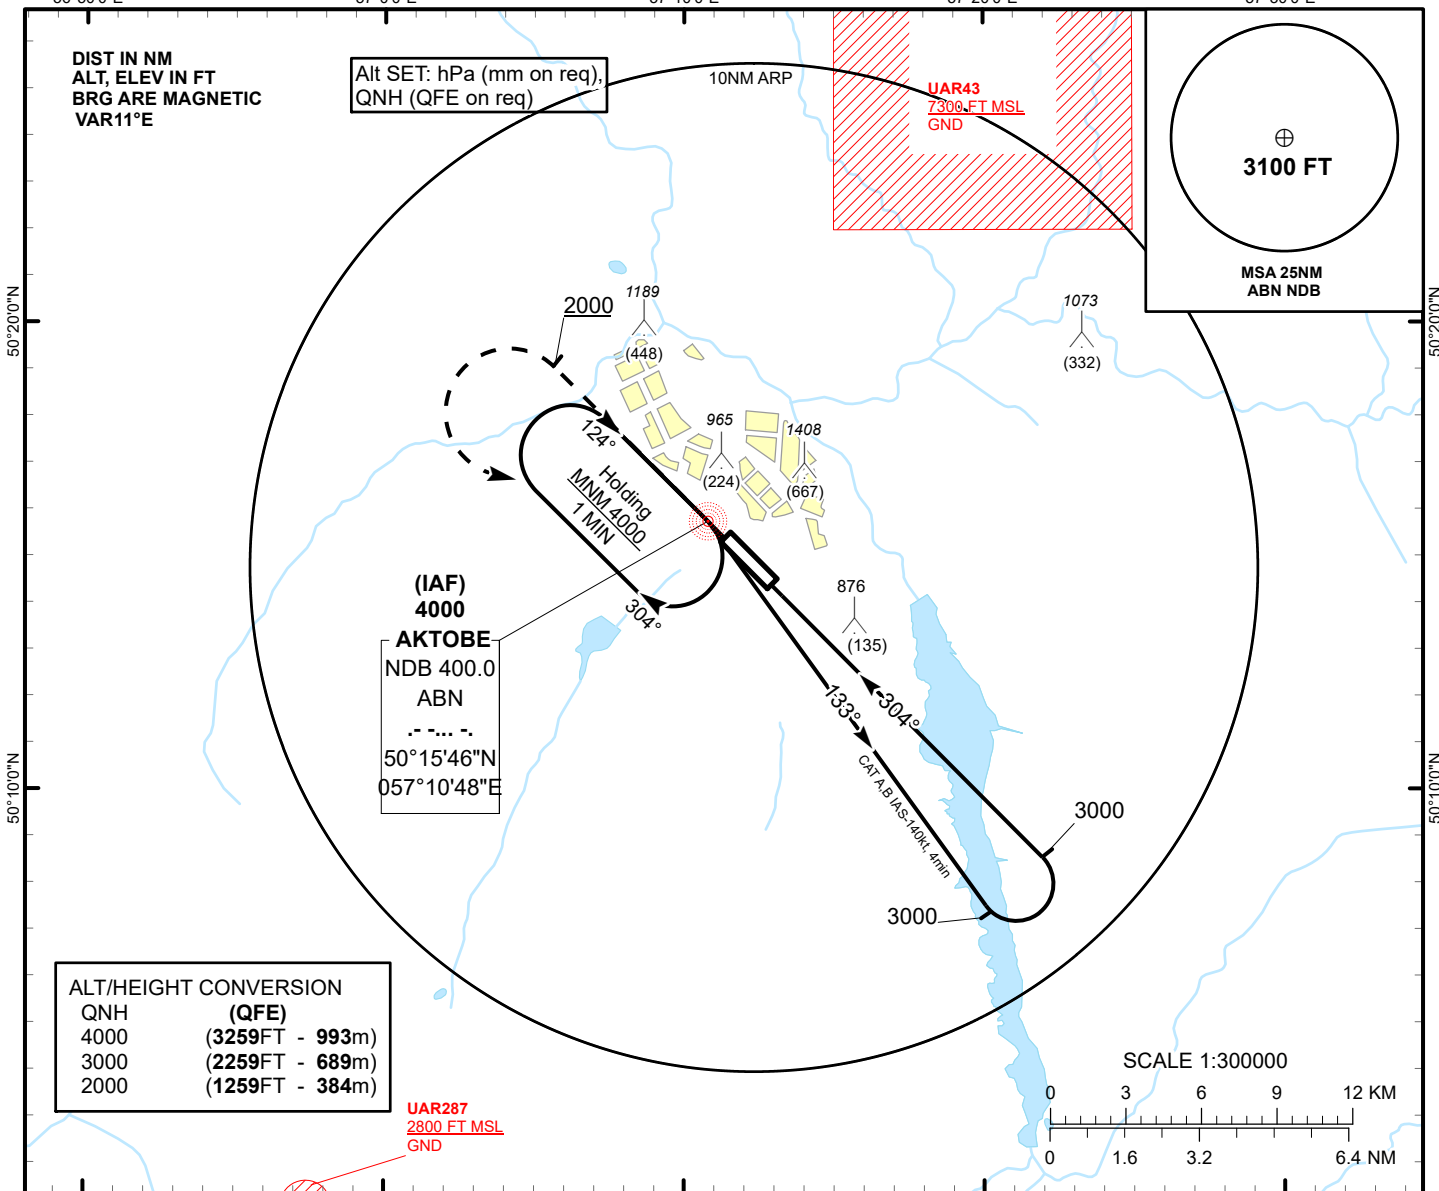 DIST IN NM
ALT, ELEV IN FT
BRG ARE MAGNETIC
VAR11°E
Alt SET: hPa (mm on req),
QNH (QFE on req)
10NM ARP
UAR43
7300 FT MSL
GND
3100 FT
MSA 25NM
ABN NDB
50°20'0"N
50°20'0"N
2000
1189
(448)
1073
(332)
965
(224)
1408
(667)
124°
Holding
MNM 4000
1 MIN
304°
(IAF)
4000
AKTOBE
NDB 400.0
ABN
.- -... -.
50°15'46"N
057°10'48"E
876
(135)
133°
304°
CAT A,B IAS-140kt, 4min
50°10'0"N
50°10'0"N
3000
3000
ALT/HEIGHT CONVERSION
QNH (QFE)
4000 (3259FT - 993m)
3000 (2259FT - 689m)
2000 (1259FT - 384m)
UAR287
2800 FT MSL
GND
SCALE 1:300000
0 3 6 9 12 KM
0 1.6 3.2 6.4 NM